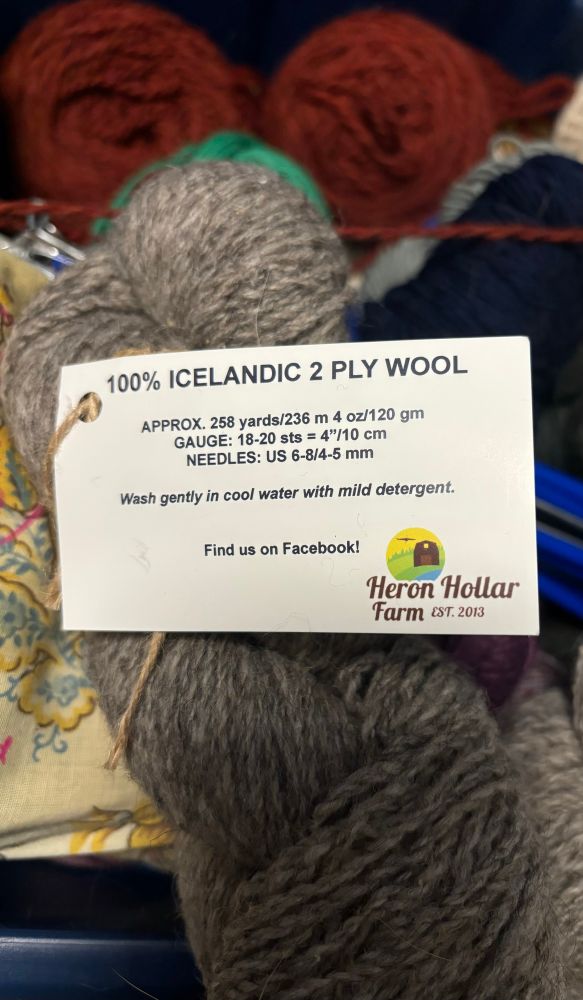 100% ICELANDIC 2 PLY WOOL
APPROX. 258 yards/236 m 4 oz/120 gm
GAUGE: 18-20 sts = 4"/10 cm
NEEDLES: US 6-8/4-5 mm
Wash gently in cool water with mild detergent.
Find us on Facebook!
Heron Hollar
Farm EST. 2013